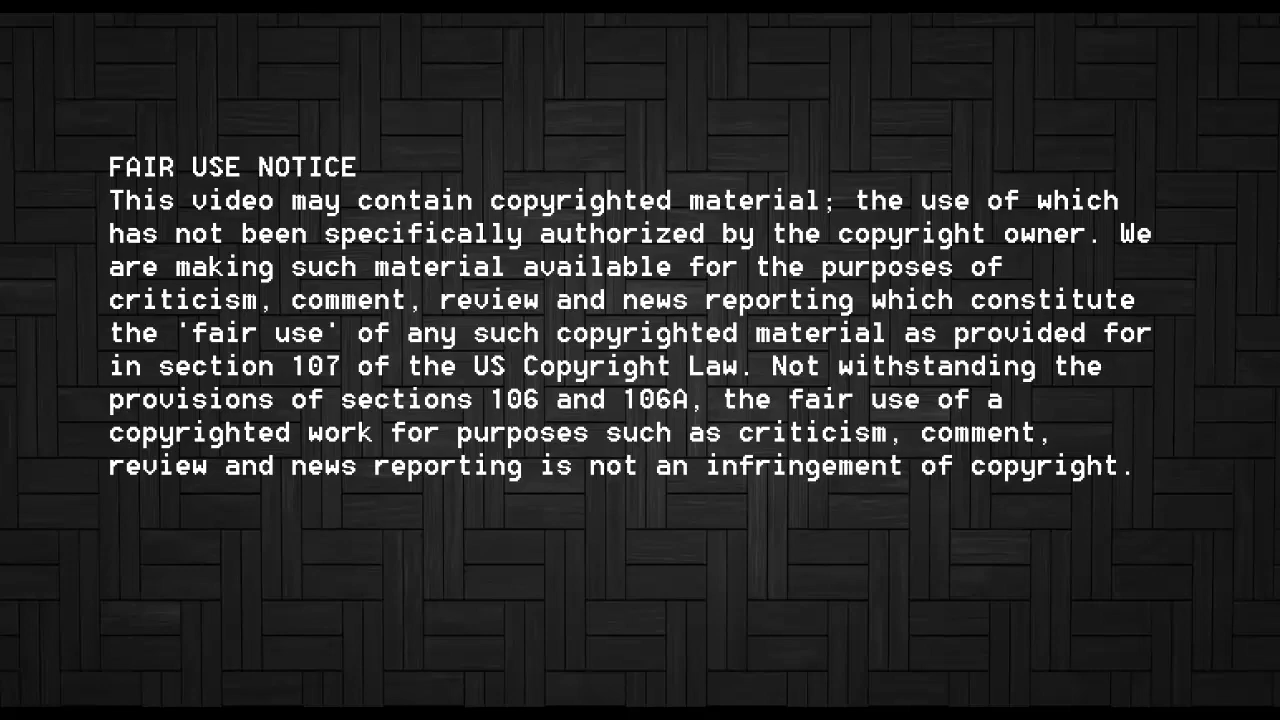 FAIR USE NOTICE
This video may contain copyrighted material; the use of which
has not been specifically authorized by the copyright owner. We
are making such material available for the purposes of
criticism, comment, review and news reporting which constitute
the 'fair use' of any such copyrighted material as provided for
in section 107 of the US Copyright Law. Not withstanding the
provisions of sections 106 and 106A, the fair use of a
copyrighted work for purposes such as criticism, comment,
review and news reporting is not an infringement of copyright.